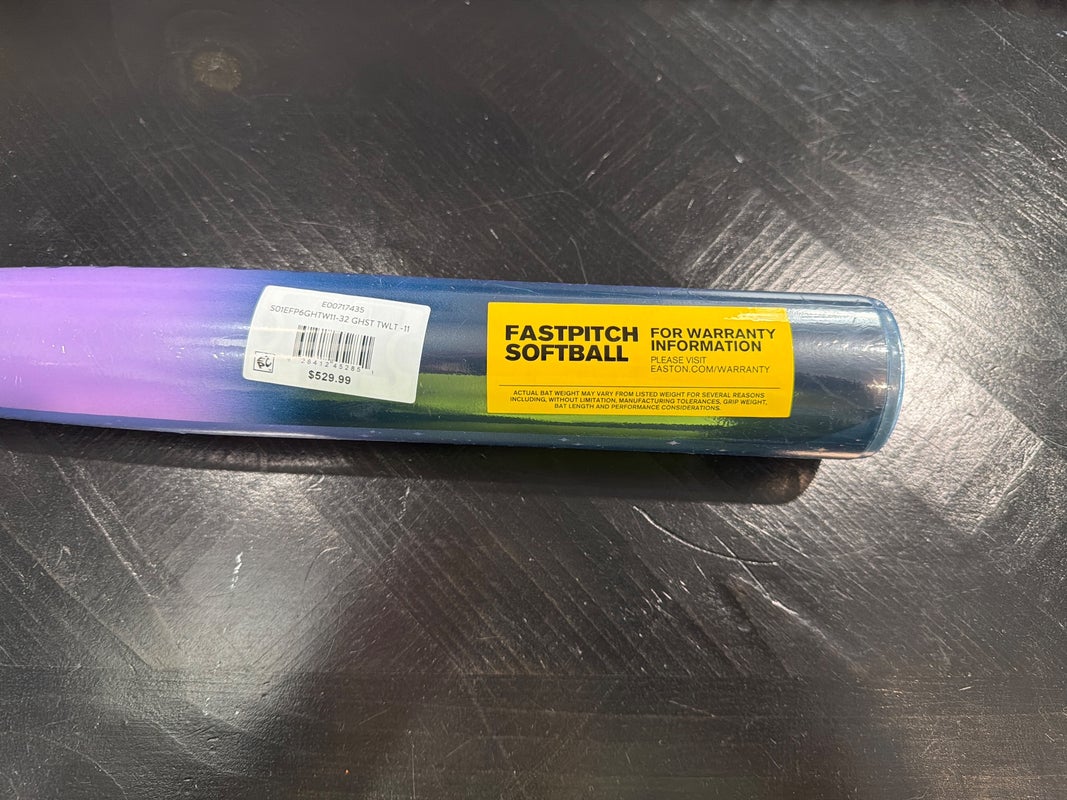 E00717435
S01EFP6GHTW11-32 GHST TWLT -11
$529.99
FASTPITCH
SOFTBALL
FOR WARRANTY
INFORMATION
PLEASE VISIT
EASTON.COM/WARRANTY
ACTUAL BAT WEIGHT MAY VARY FROM LISTED WEIGHT FOR SEVERAL REASONS
INCLUDING, WITHOUT LIMITATION, MANUFACTURING TOLERANCES, GRIP WEIGHT,
BAT LENGTH AND PERFORMANCE CONSIDERATIONS.